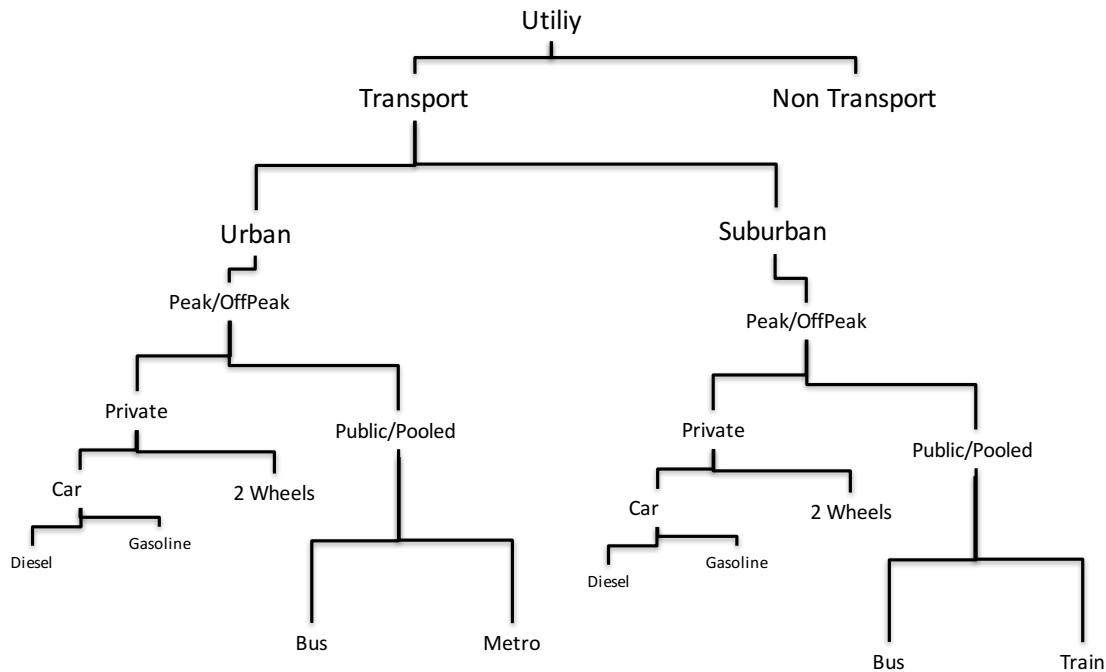 Utiliy
Transport
Non Transport
Urban
Suburban
Peak/OffPeak
Peak/OffPeak
Private
Public/Pooled
Private
Public/Pooled
Car
2 Wheels
Car
2 Wheels
Diesel
Gasoline
Diesel
Gasoline
Bus
Metro
Bus
Train